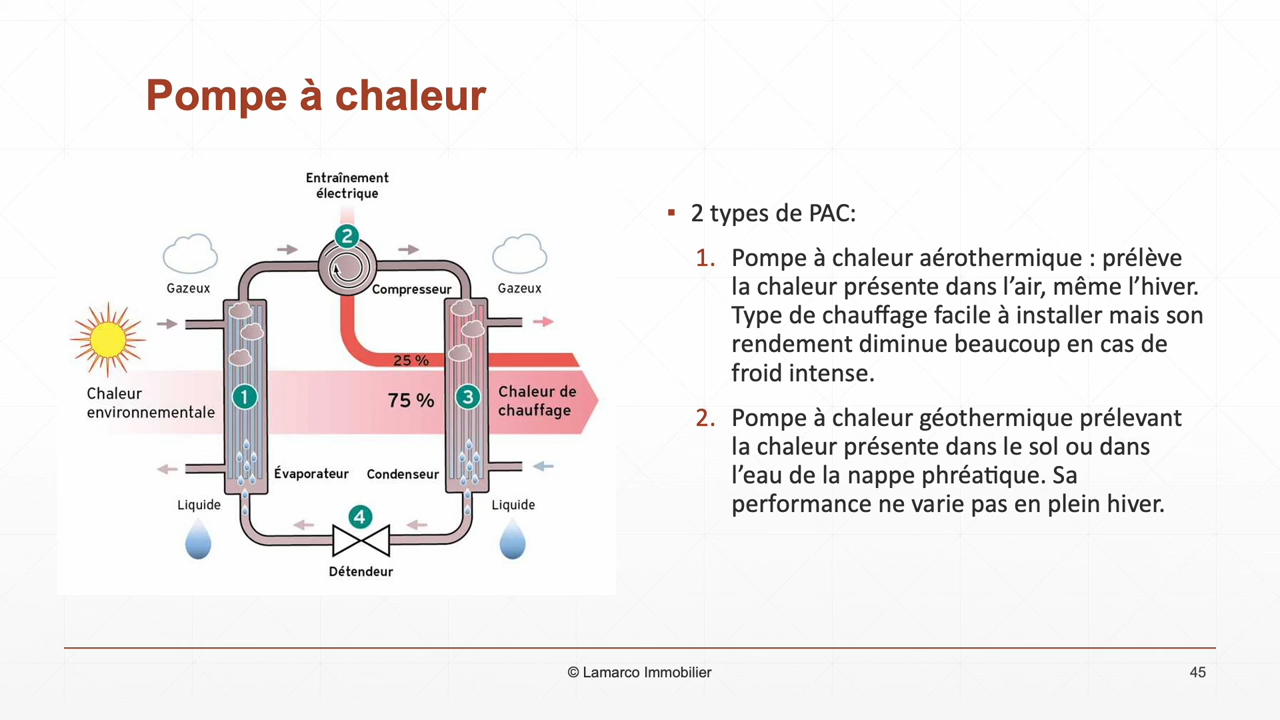 Pompe à chaleur
Entraînement
électrique
2
Gazeux
Compresseur
Gazeux
25 %
Chaleur
environnementale
1
75 %
3
Chaleur de
chauffage
Évaporateur
Condenseur
Liquide
Liquide
4
Détendeur
▪ 2 types de PAC:
1. Pompe à chaleur aérothermique : prélève
la chaleur présente dans l’air, même l’hiver.
Type de chauffage facile à installer mais son
rendement diminue beaucoup en cas de
froid intense.
2. Pompe à chaleur géothermique prélevant
la chaleur présente dans le sol ou dans
l’eau de la nappe phréatique. Sa
performance ne varie pas en plein hiver.
© Lamarco Immobilier
45